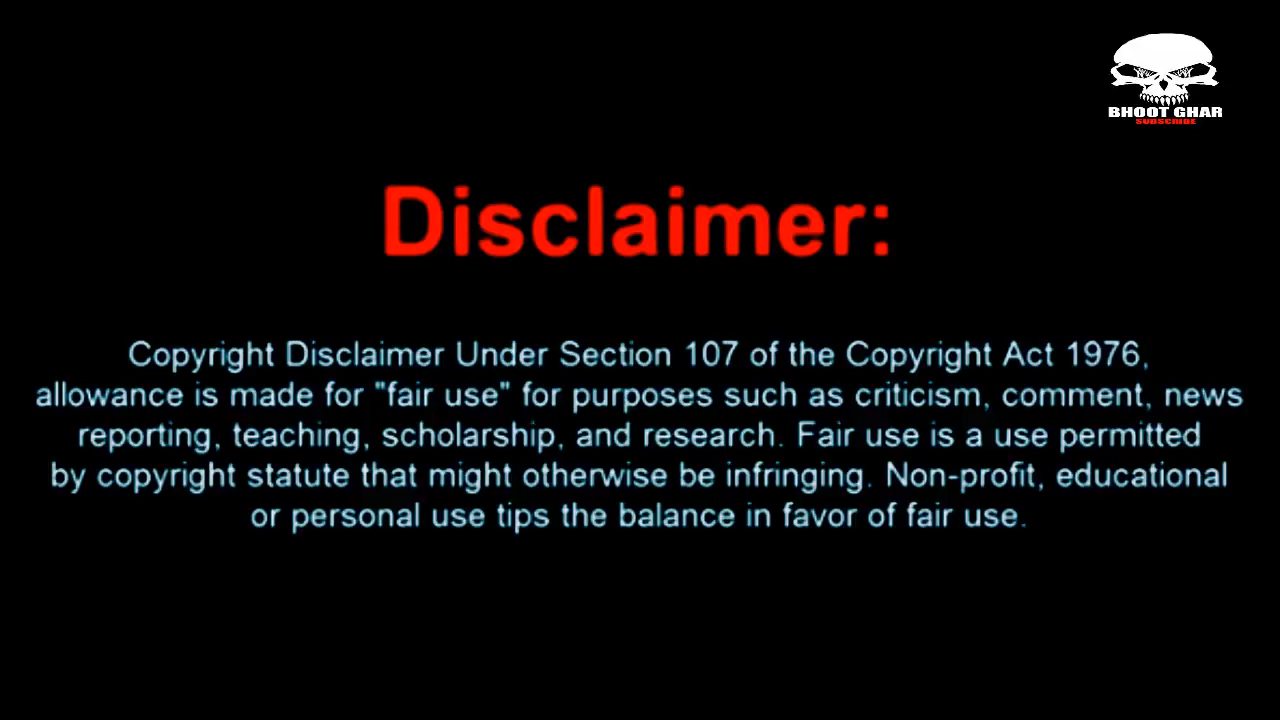 BHOOT GHAR
SUBSCRIBE
Disclaimer:
Copyright Disclaimer Under Section 107 of the Copyright Act 1976,
allowance is made for "fair use" for purposes such as criticism, comment, news
reporting, teaching, scholarship, and research. Fair use is a use permitted
by copyright statute that might otherwise be infringing. Non-profit, educational
or personal use tips the balance in favor of fair use.